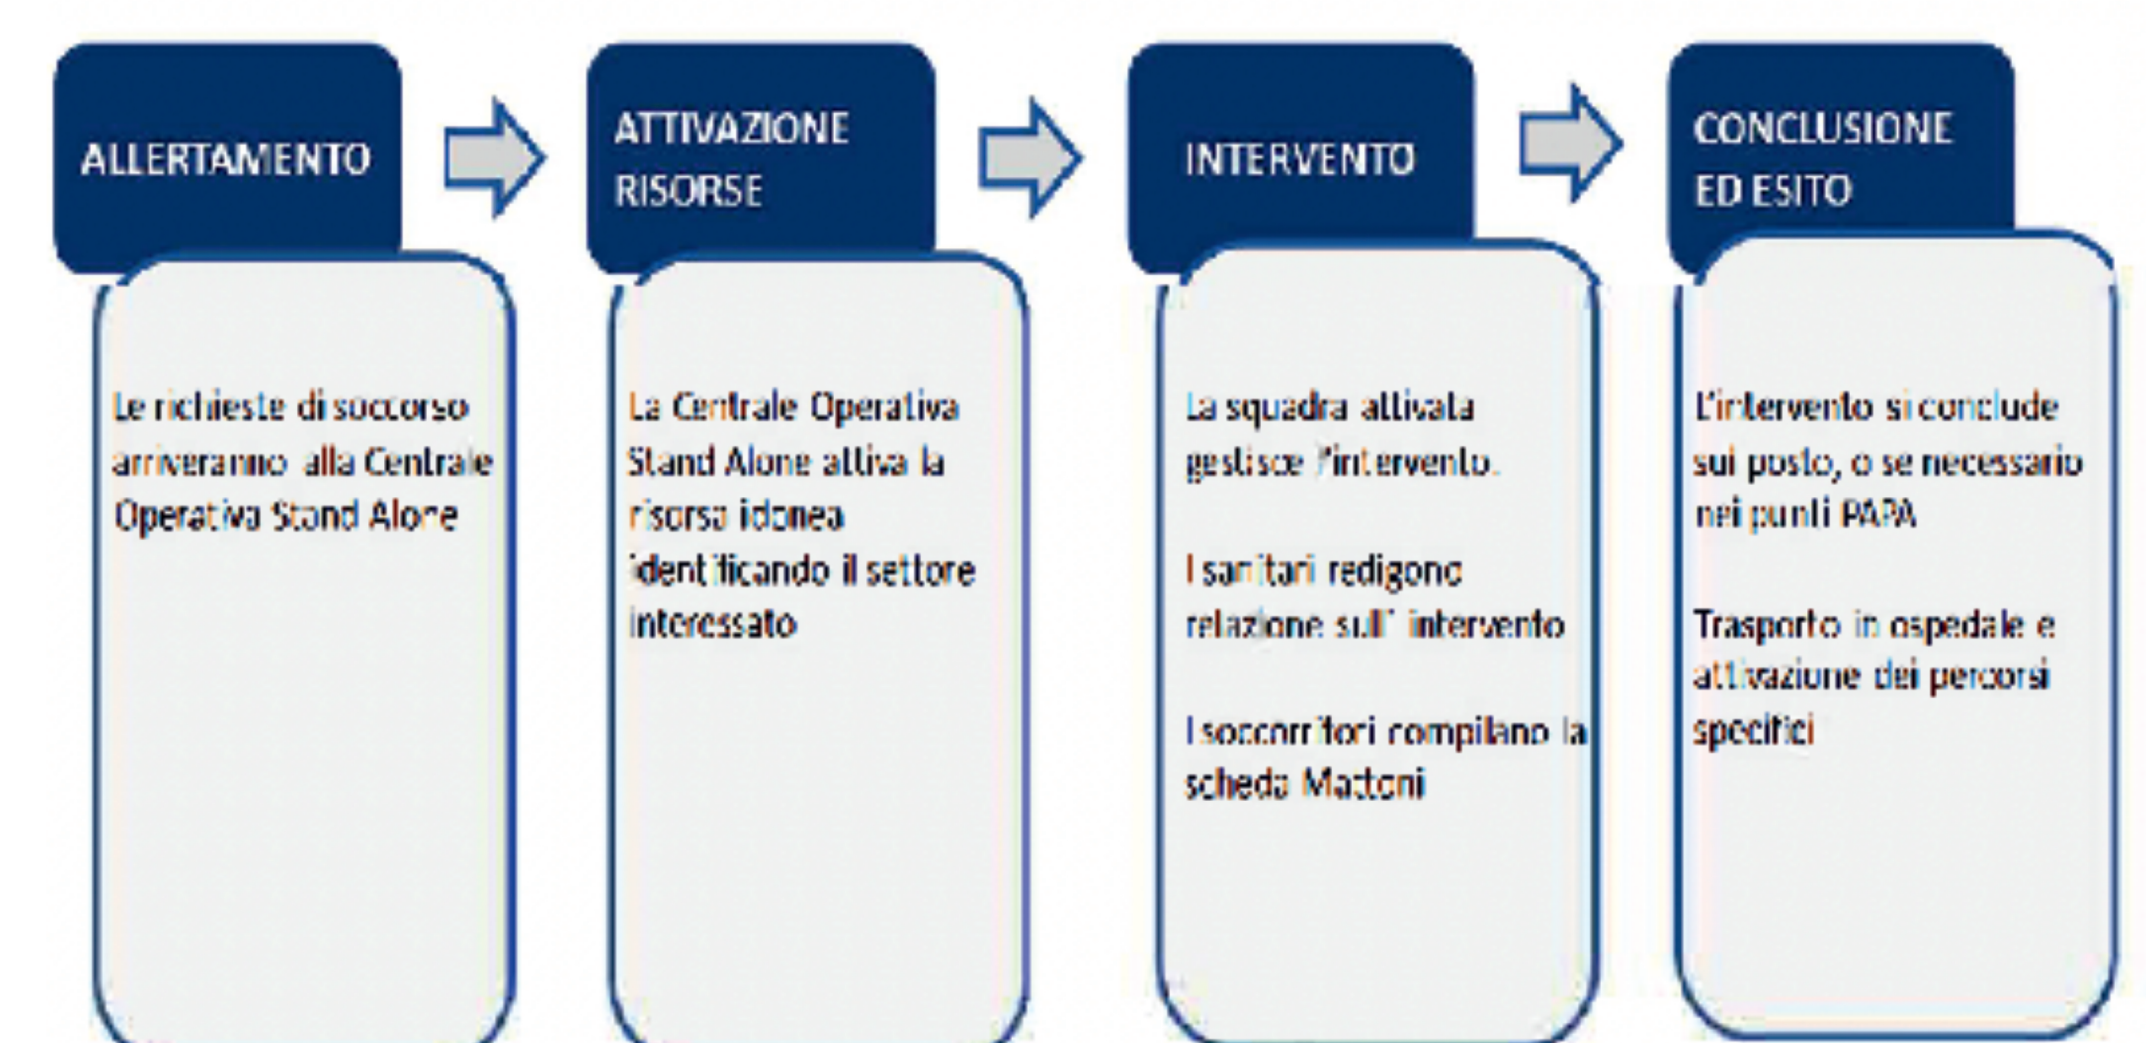 ALLERTAMENTO
Le richieste di soccorso
arriveranno alla Centrale
Operativa Stand Alone
ATTIVAZIONE
RISORSE
La Centrale Operativa
Stand Alone attiva la
risorsa idonea
identificando il settore
interessato
INTERVENTO
La squadra attivata
gestisce l'intervento.
I sanitari redigono
relazione sull' intervento
I soccorritori compilano la
scheda Mattoni
CONCLUSIONE
ED ESITO
L'intervento si conclude
sul posto, o se necessario
nei punti PAPA
Trasporto in ospedale e
attivazione dei percorsi
specifici